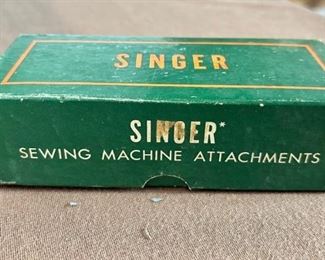 SINGER
SINGER*
SEWING MACHINE ATTACHMENTS